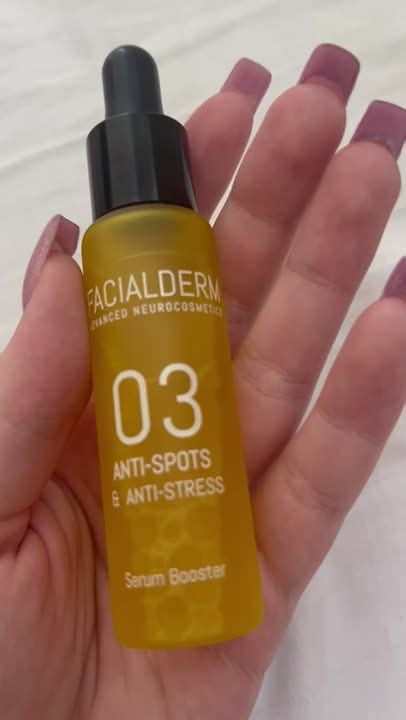 FACIALDERM
ADVANCED NEUROCOSMETICS
03
ANTI-SPOTS
& ANTI-STRESS
Serum Booster